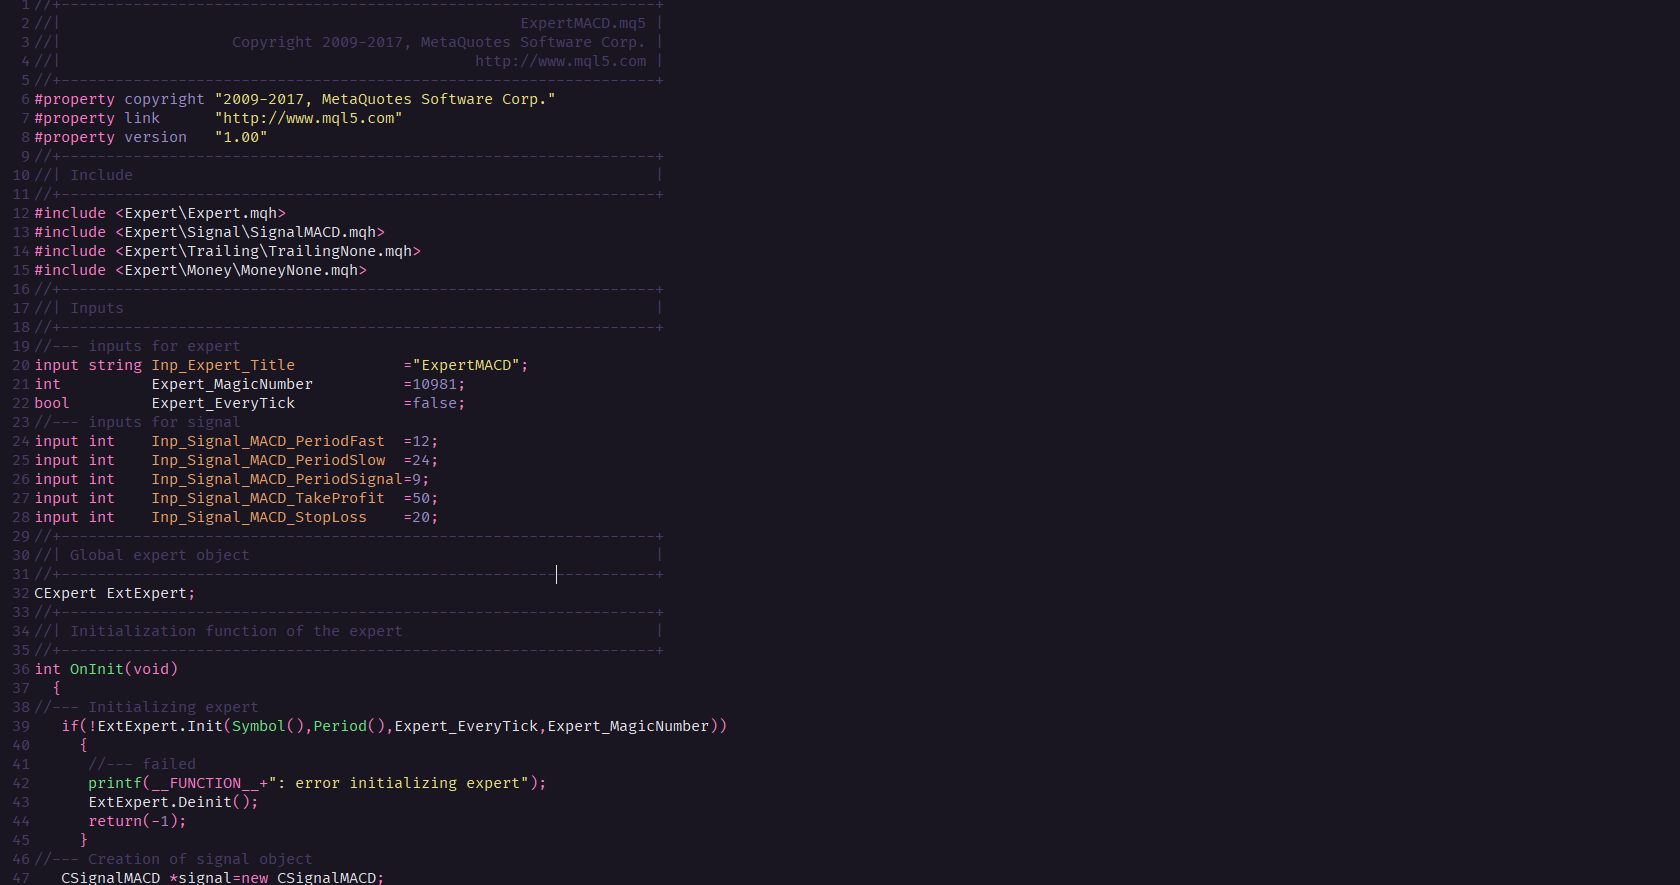 1 //+------------------------------------------------------------------+
2 //|                                                   ExpertMACD.mq5 |
3 //|                   Copyright 2009-2017, MetaQuotes Software Corp. |
4 //|                                              http://www.mql5.com |
5 //+------------------------------------------------------------------+
6 #property copyright "2009-2017, MetaQuotes Software Corp."
7 #property link      "http://www.mql5.com"
8 #property version   "1.00"
9 //+------------------------------------------------------------------+
10 //| Include                                                          |
11 //+------------------------------------------------------------------+
12 #include <Expert\Expert.mqh>
13 #include <Expert\Signal\SignalMACD.mqh>
14 #include <Expert\Trailing\TrailingNone.mqh>
15 #include <Expert\Money\MoneyNone.mqh>
16 //+------------------------------------------------------------------+
17 //| Inputs                                                           |
18 //+------------------------------------------------------------------+
19 //--- inputs for expert
20 input string Inp_Expert_Title            ="ExpertMACD";
21 int          Expert_MagicNumber          =10981;
22 bool         Expert_EveryTick            =false;
23 //--- inputs for signal
24 input int    Inp_Signal_MACD_PeriodFast  =12;
25 input int    Inp_Signal_MACD_PeriodSlow  =24;
26 input int    Inp_Signal_MACD_PeriodSignal=9;
27 input int    Inp_Signal_MACD_TakeProfit  =50;
28 input int    Inp_Signal_MACD_StopLoss    =20;
29 //+------------------------------------------------------------------+
30 //| Global expert object                                             |
31 //+------------------------------------------------------------------+
32 CExpert ExtExpert;
33 //+------------------------------------------------------------------+
34 //| Initialization function of the expert                            |
35 //+------------------------------------------------------------------+
36 int OnInit(void)
37   {
38 //--- Initializing expert
39    if(!ExtExpert.Init(Symbol(),Period(),Expert_EveryTick,Expert_MagicNumber))
40      {
41       //--- failed
42       printf(__FUNCTION__+": error initializing expert");
43       ExtExpert.Deinit();
44       return(-1);
45      }
46 //--- Creation of signal object
47    CSignalMACD *signal=new CSignalMACD;